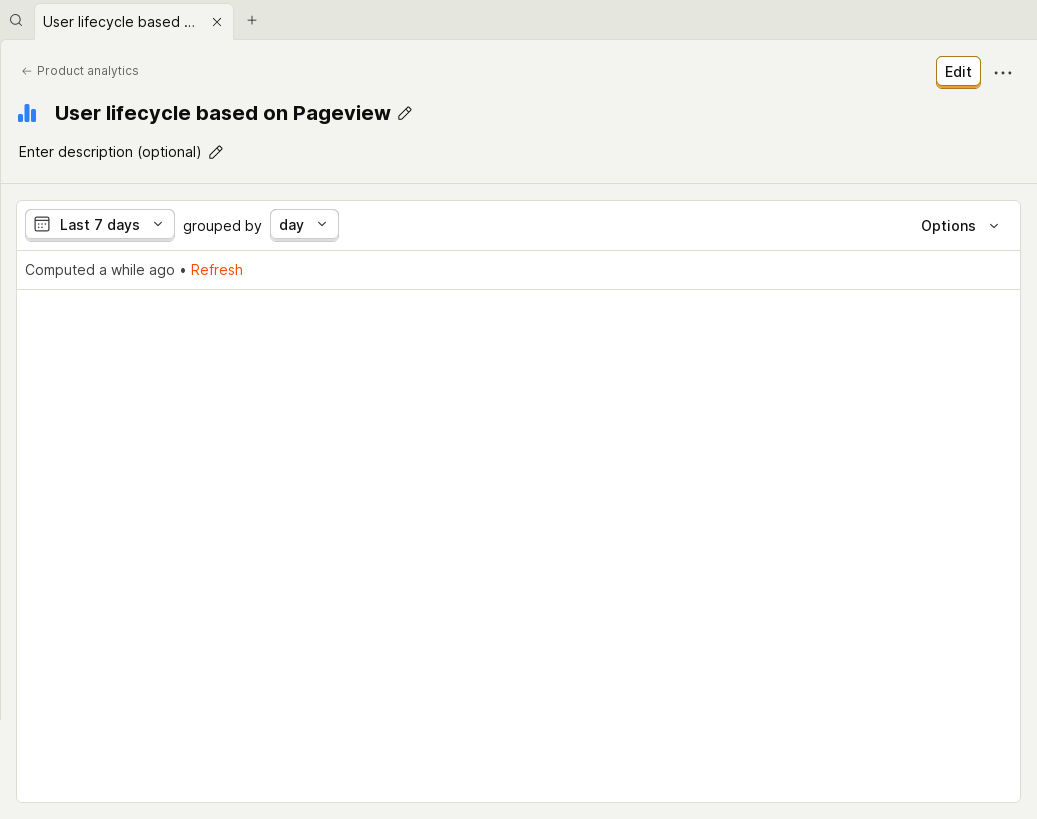 User lifecycle based ...
Product analytics
Edit
User lifecycle based on Pageview
Enter description (optional)
Last 7 days grouped by day Options
Computed a while ago • Refresh